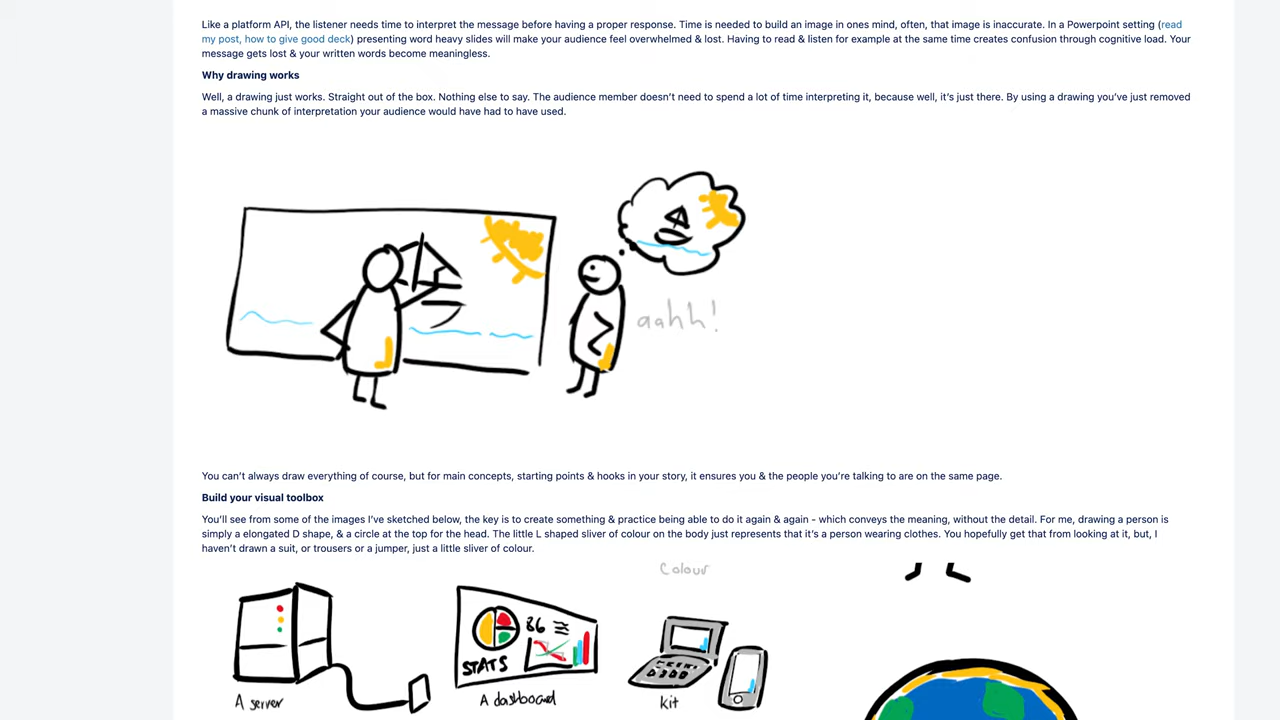 Like a platform API, the listener needs time to interpret the message before having a proper response. Time is needed to build an image in ones mind, often, that image is inaccurate. In a Powerpoint setting (read
my post, how to give good deck) presenting word heavy slides will make your audience feel overwhelmed & lost. Having to read & listen for example at the same time creates confusion through cognitive load. Your
message gets lost & your written words become meaningless.
Why drawing works
Well, a drawing just works. Straight out of the box. Nothing else to say. The audience member doesn't need to spend a lot of time interpreting it, because well, it's just there. By using a drawing you've just removed
a massive chunk of interpretation your audience would have had to have used.
aahh!
You can't always draw everything of course, but for main concepts, starting points & hooks in your story, it ensures you & the people you're talking to are on the same page.
Build your visual toolbox
You'll see from some of the images I've sketched below, the key is to create something & practice being able to do it again & again - which conveys the meaning, without the detail. For me, drawing a person is
simply a elongated D shape, & a circle at the top for the head. The little L shaped sliver of colour on the body just represents that it's a person wearing clothes. You hopefully get that from looking at it, but, I
haven't drawn a suit, or trousers or a jumper, just a little sliver of colour.
Colour
86
STATS
A server
A dashboard
kit